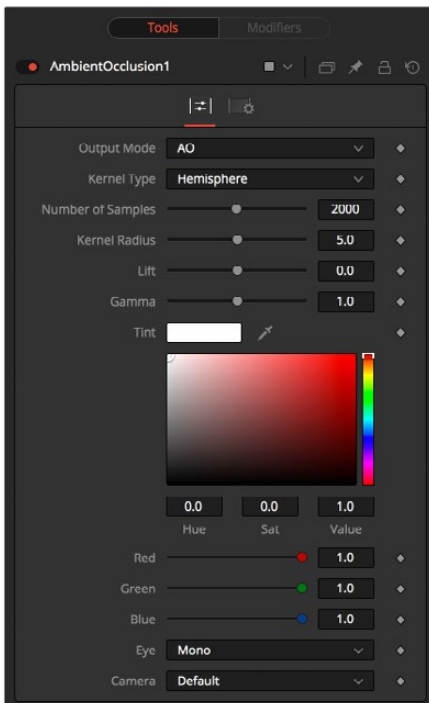 Tools Modifiers
AmbientOcclusion1
Output Mode AO
Kernel Type Hemisphere
Number of Samples 2000
Kernel Radius 5.0
Lift 0.0
Gamma 1.0
Tint
0.0 0.0 1.0
Hue Sat Value
Red 1.0
Green 1.0
Blue 1.0
Eye Mono
Camera Default